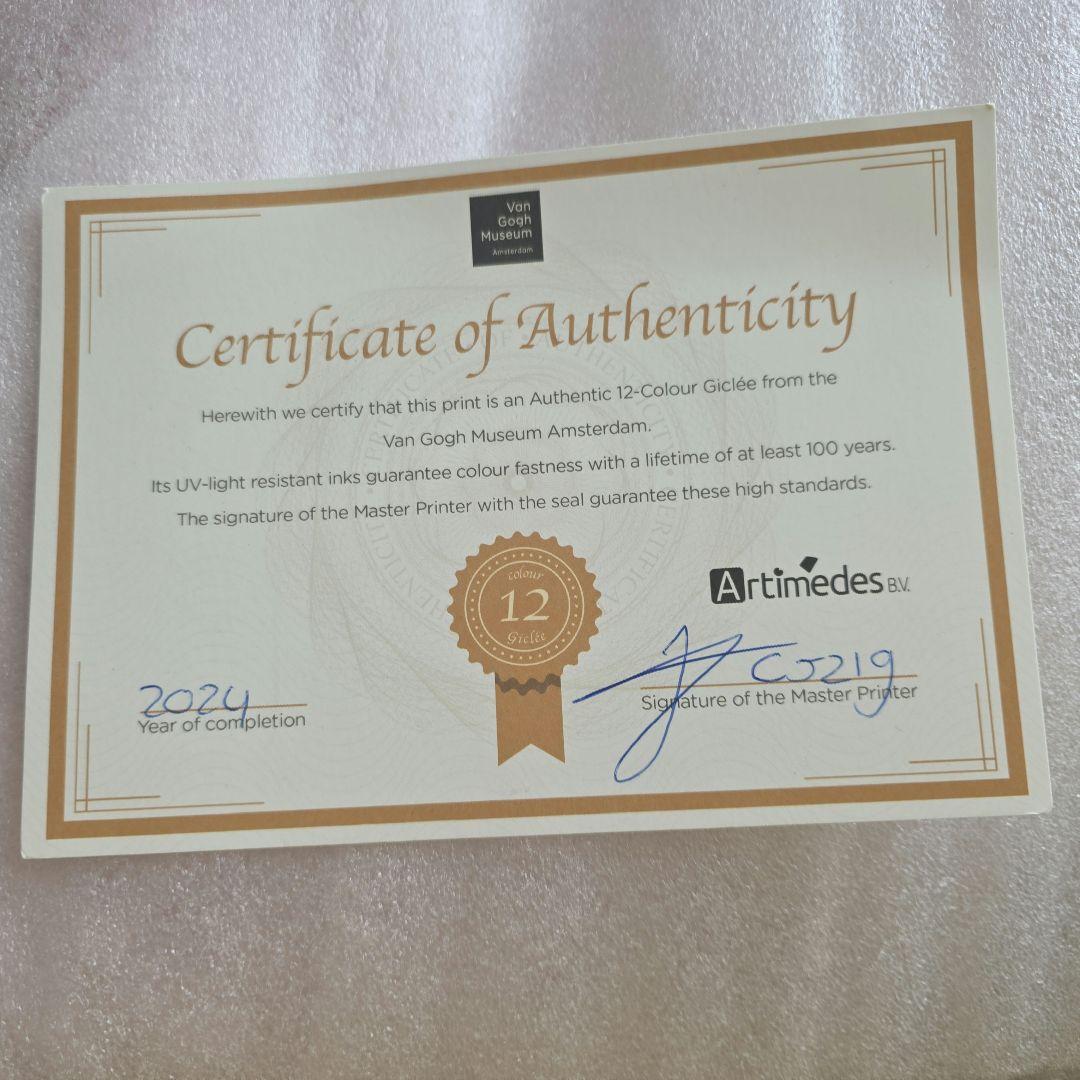 Van
Gogh
Museum
Amsterdam
Certificate of Authenticity
Herewith we certify that this print is an Authentic 12-Colour Giclée from the
Van Gogh Museum Amsterdam.
Its UV-light resistant inks guarantee colour fastness with a lifetime of at least 100 years.
The signature of the Master Printer with the seal guarantee these high standards.
colour
12
Giclée
Artimedes B.V.
2024
Year of completion
Signature of the Master Printer